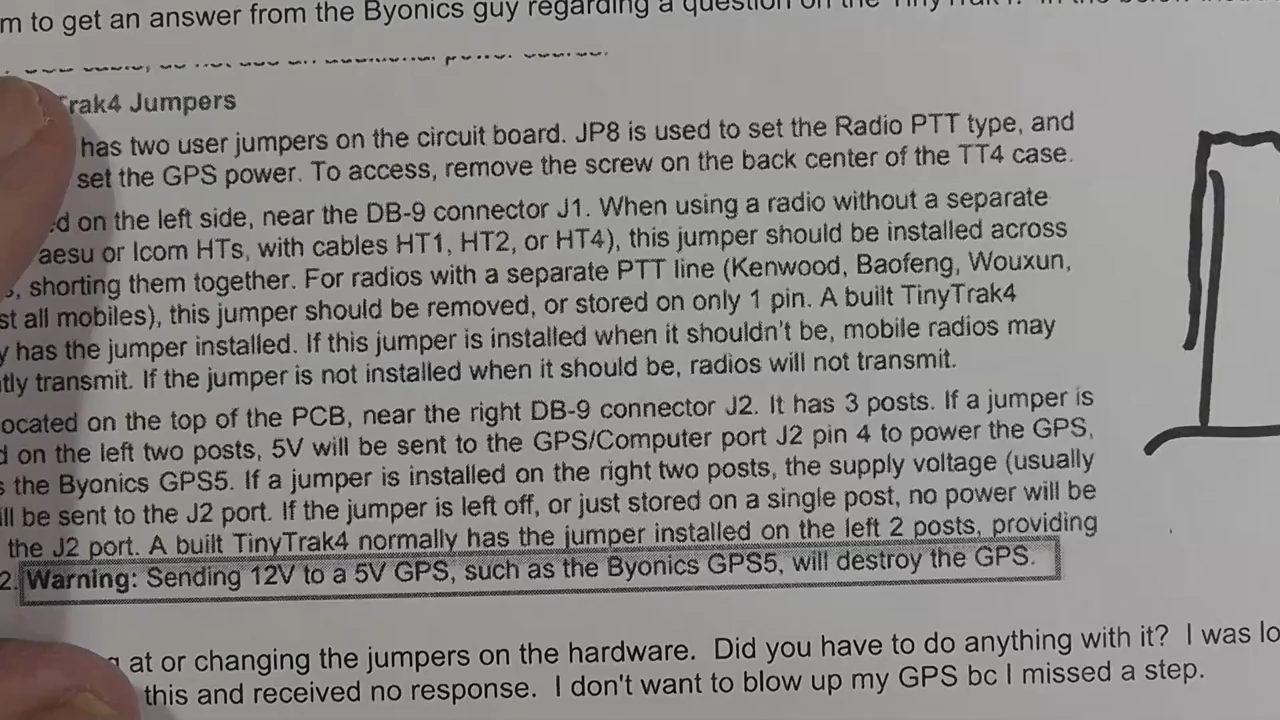 m to get an answer from the Byonics guy regarding a question on the TinyTrak4. In the below
rak4 Jumpers
has two user jumpers on the circuit board. JP8 is used to set the Radio PTT type, and
set the GPS power. To access, remove the screw on the back center of the TT4 case.
ed on the left side, near the DB-9 connector J1. When using a radio without a separate
aesu or Icom HTs, with cables HT1, HT2, or HT4), this jumper should be installed across
s, shorting them together. For radios with a separate PTT line (Kenwood, Baofeng, Wouxun,
st all mobiles), this jumper should be removed, or stored on only 1 pin. A built TinyTrak4
y has the jumper installed. If this jumper is installed when it shouldn't be, mobile radios may
tly transmit. If the jumper is not installed when it should be, radios will not transmit.
ocated on the top of the PCB, near the right DB-9 connector J2. It has 3 posts. If a jumper is
d on the left two posts, 5V will be sent to the GPS/Computer port J2 pin 4 to power the GPS,
s the Byonics GPS5. If a jumper is installed on the right two posts, the supply voltage (usually
ill be sent to the J2 port. If the jumper is left off, or just stored on a single post, no power will be
the J2 port. A built TinyTrak4 normally has the jumper installed on the left 2 posts, providing
2. Warning: Sending 12V to a 5V GPS, such as the Byonics GPS5, will destroy the GPS.
g at or changing the jumpers on the hardware. Did you have to do anything with it? I was lo
this and received no response. I don't want to blow up my GPS bc I missed a step.